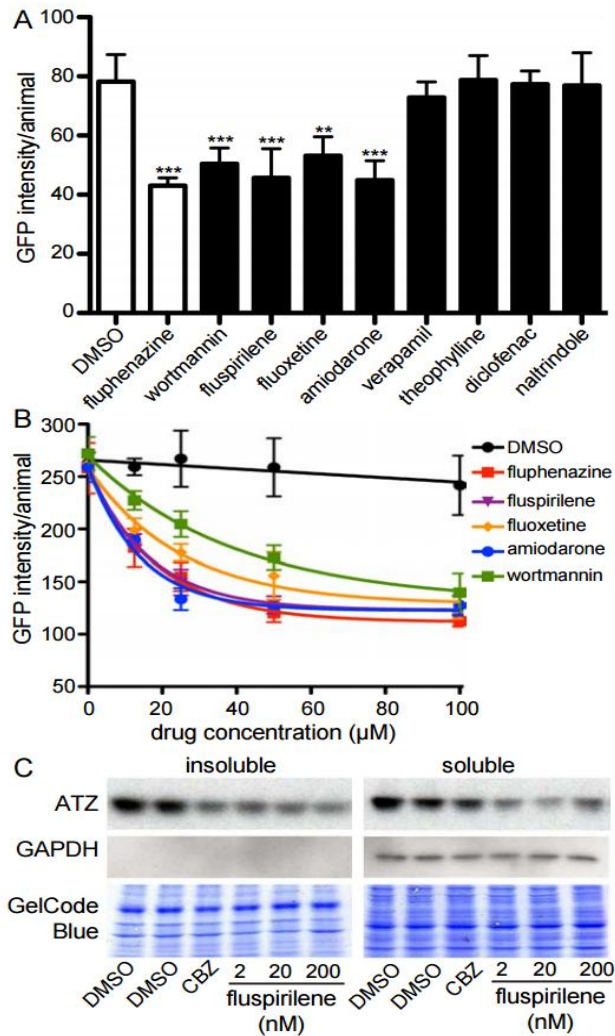 A
GFP intensity/animal
100
80
60
40
20
0
*** *** *** ** ***
DMSO
fluphenazine
wortmannin
fluspirilene
fluoxetine
amiodarone
verapamil
theophylline
diclofenac
naltrindole
B
GFP intensity/animal
300
250
200
150
100
50
0 20 40 60 80 100
drug concentration (µM)
DMSO
fluphenazine
fluspirilene
fluoxetine
amiodarone
wortmannin
C
insoluble soluble
ATZ
GAPDH
GelCode
Blue
DMSO DMSO CBZ 2 20 200 DMSO DMSO CBZ 2 20 200
fluspirilene fluspirilene
(nM) (nM)